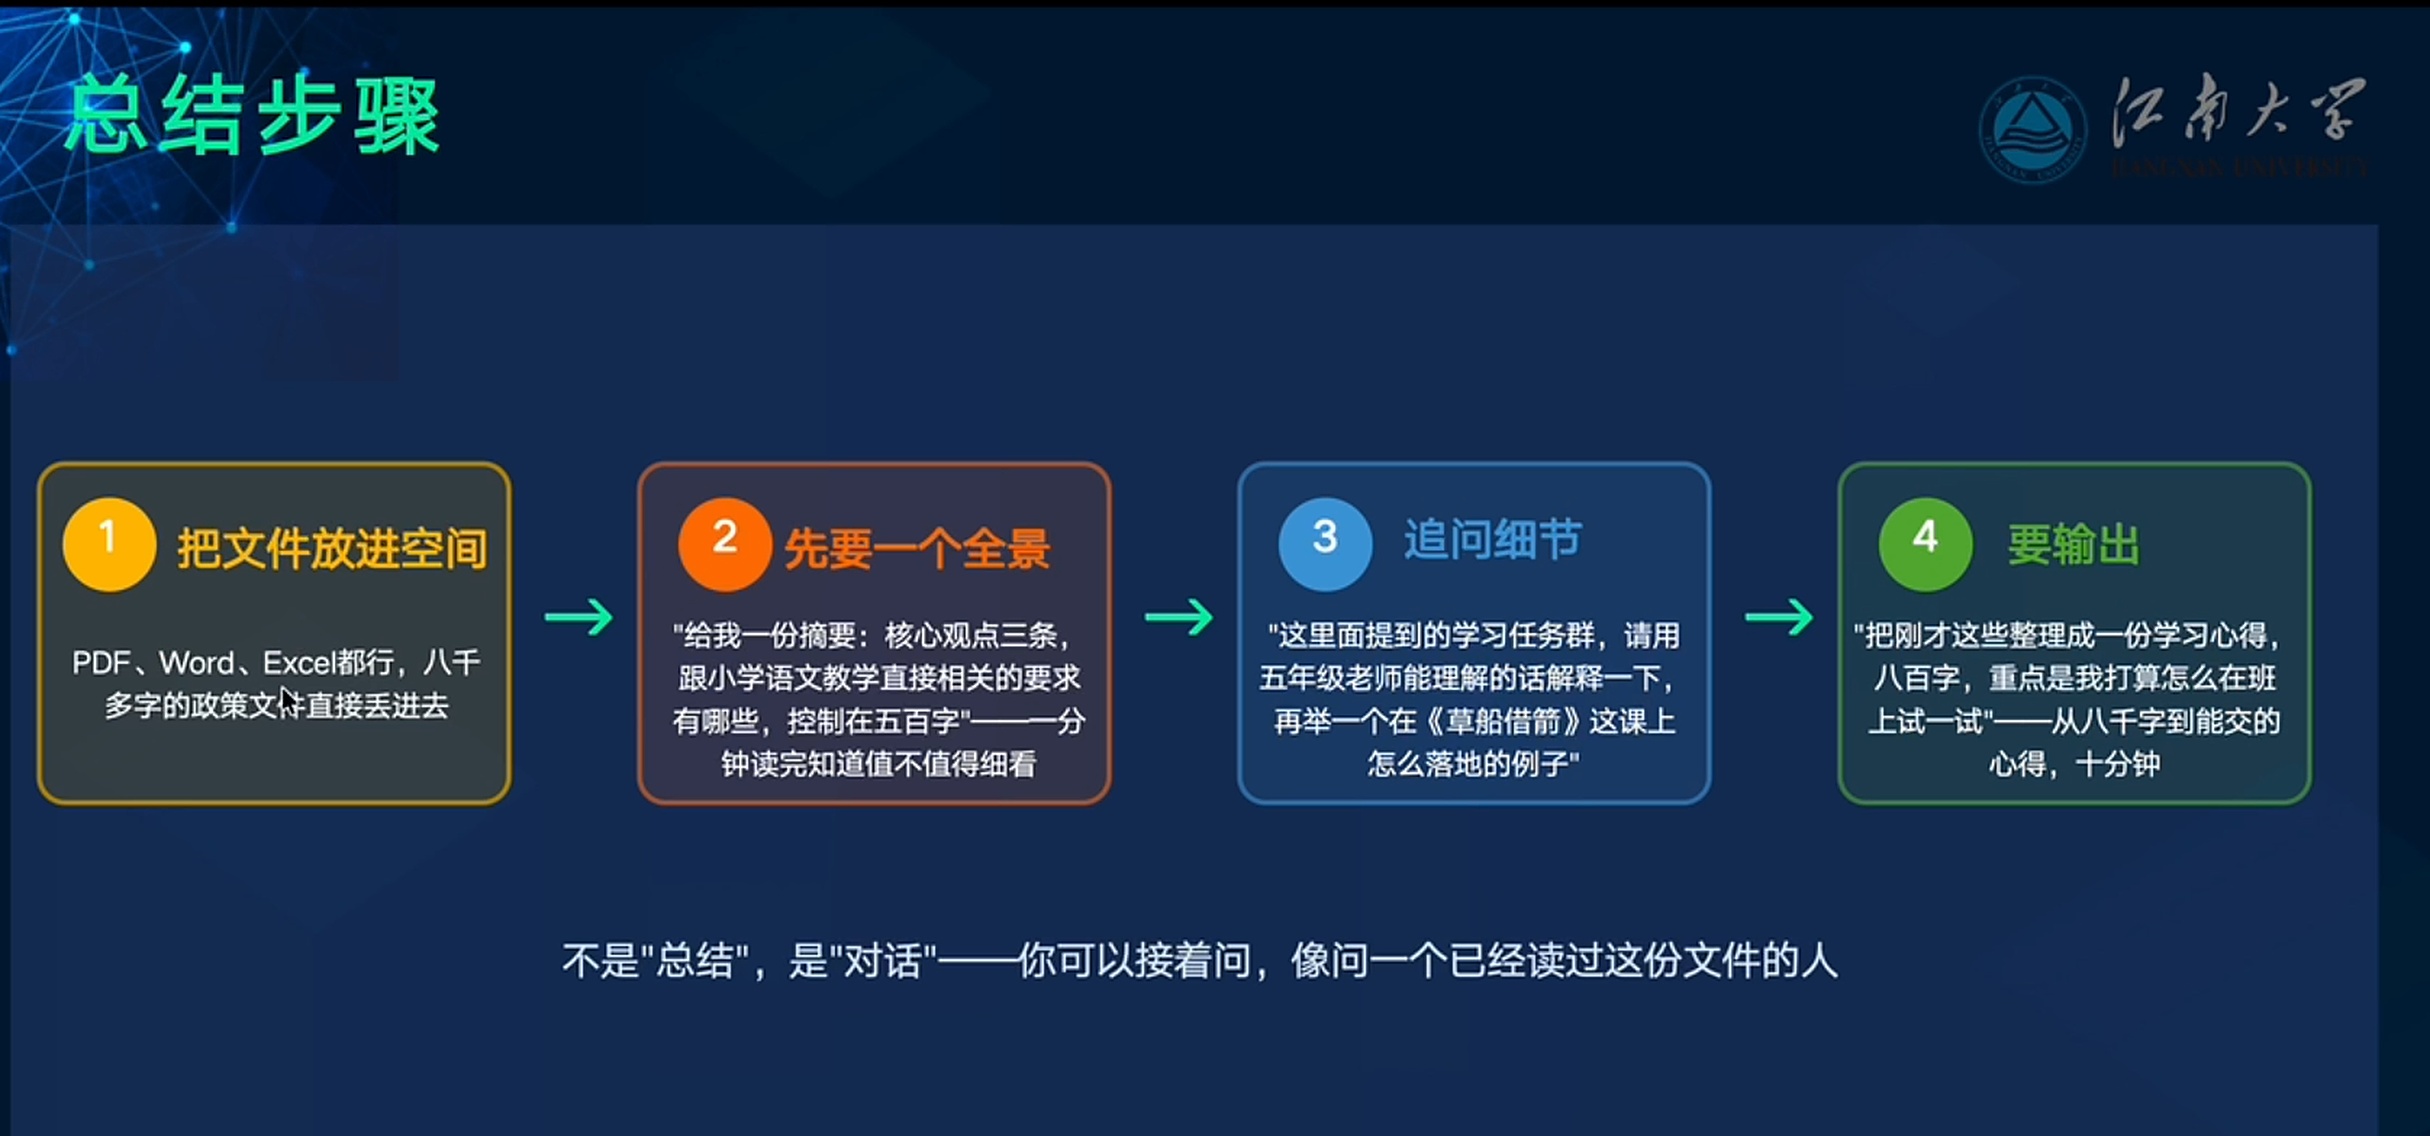 总结步骤
江南大学
JIANGNAN UNIVERSITY
1
把文件放进空间
PDF、Word、Excel都行，八千
多字的政策文件直接丢进去
2
先要一个全景
"给我一份摘要：核心观点三条，
跟小学语文教学直接相关的要求
有哪些，控制在五百字"——一分
钟读完知道值不值得细看
3
追问细节
"这里面提到的学习任务群，请用
五年级老师能理解的话解释一下，
再举一个在《草船借箭》这课上
怎么落地的例子"
4
要输出
"把刚才这些整理成一份学习心得，
八百字，重点是我打算怎么在班
上试一试"——从八千字到能交的
心得，十分钟
不是"总结"，是"对话"——你可以接着问，像问一个已经读过这份文件的人